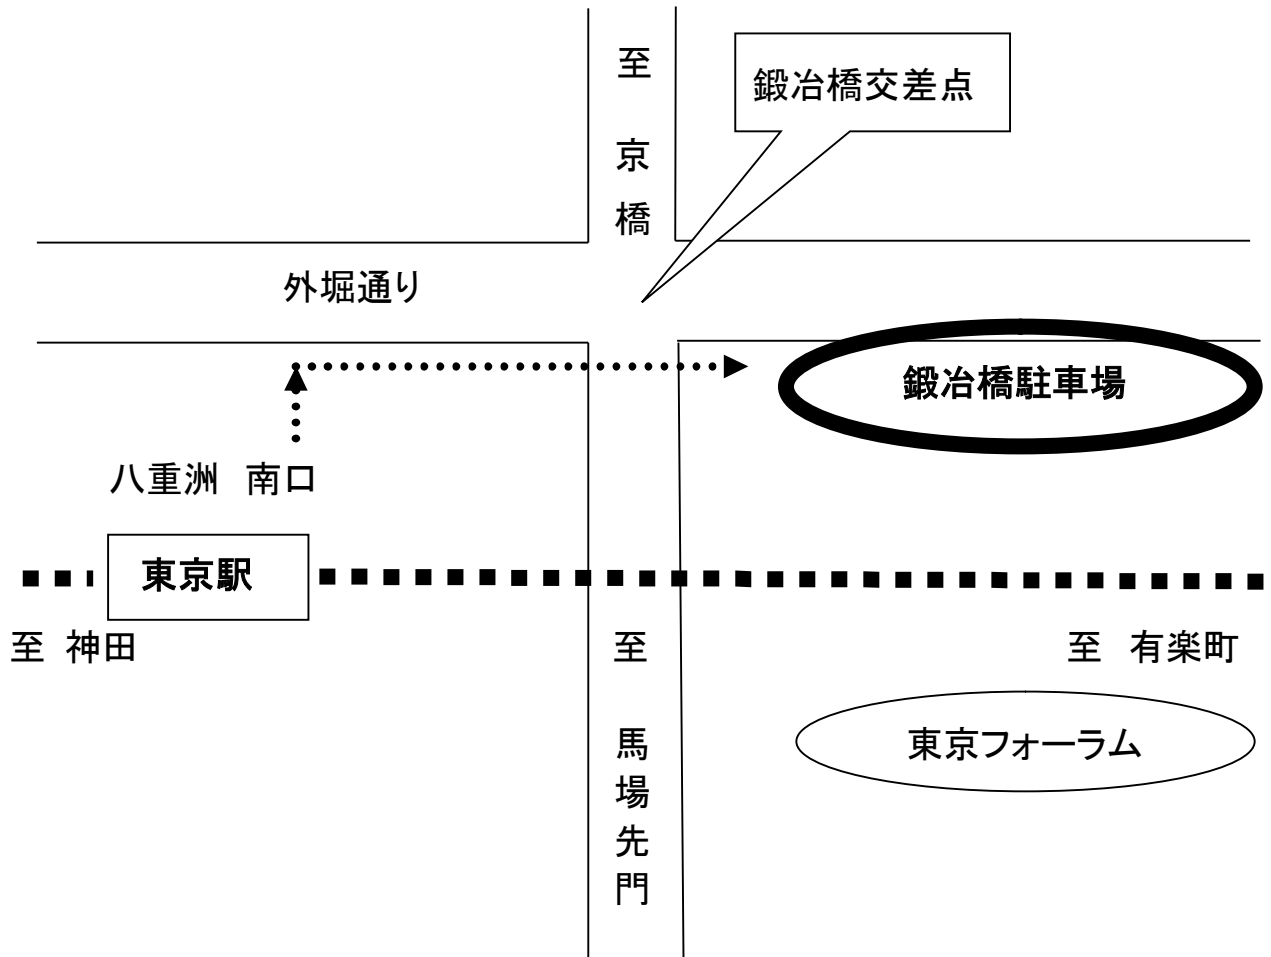 至 京橋
鍛冶橋交差点
外堀通り
鍛冶橋駐車場
八重洲　南口
東京駅
至 神田
至 馬場先門
至　有楽町
東京フォーラム